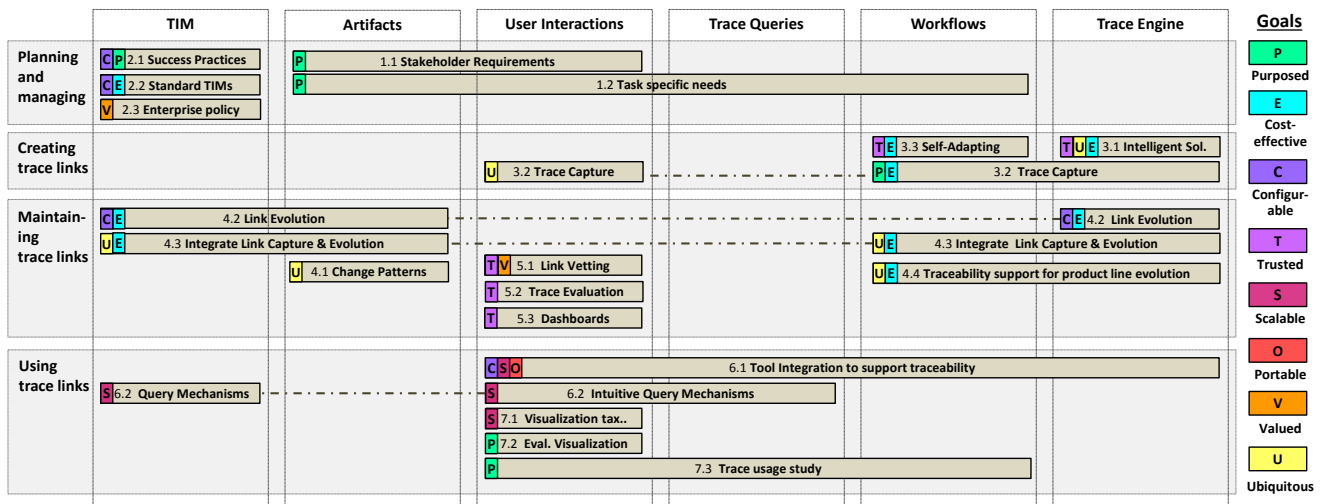 TIM
Artifacts
User Interactions
Trace Queries
Workflows
Trace Engine
Goals
Planning
and
managing
C P 2.1 Success Practices
C E 2.2 Standard TIMs
V 2.3 Enterprise policy
P 1.1 Stakeholder Requirements
P 1.2 Task specific needs
Creating
trace links
T E 3.3 Self-Adapting
T U E 3.1 Intelligent Sol.
U 3.2 Trace Capture
P E 3.2 Trace Capture
Maintain-
ing
trace links
C E 4.2 Link Evolution
C E 4.2 Link Evolution
U E 4.3 Integrate Link Capture & Evolution
U E 4.3 Integrate Link Capture & Evolution
U 4.1 Change Patterns
T V 5.1 Link Vetting
U E 4.4 Traceability support for product line evolution
T 5.2 Trace Evaluation
T 5.3 Dashboards
Using
trace links
C S O 6.1 Tool Integration to support traceability
S 6.2 Query Mechanisms
S 6.2 Intuitive Query Mechanisms
S 7.1 Visualization tax..
P 7.2 Eval. Visualization
P 7.3 Trace usage study
P
Purposed
E
Cost-
effective
C
Configur-
able
T
Trusted
S
Scalable
O
Portable
V
Valued
U
Ubiquitous